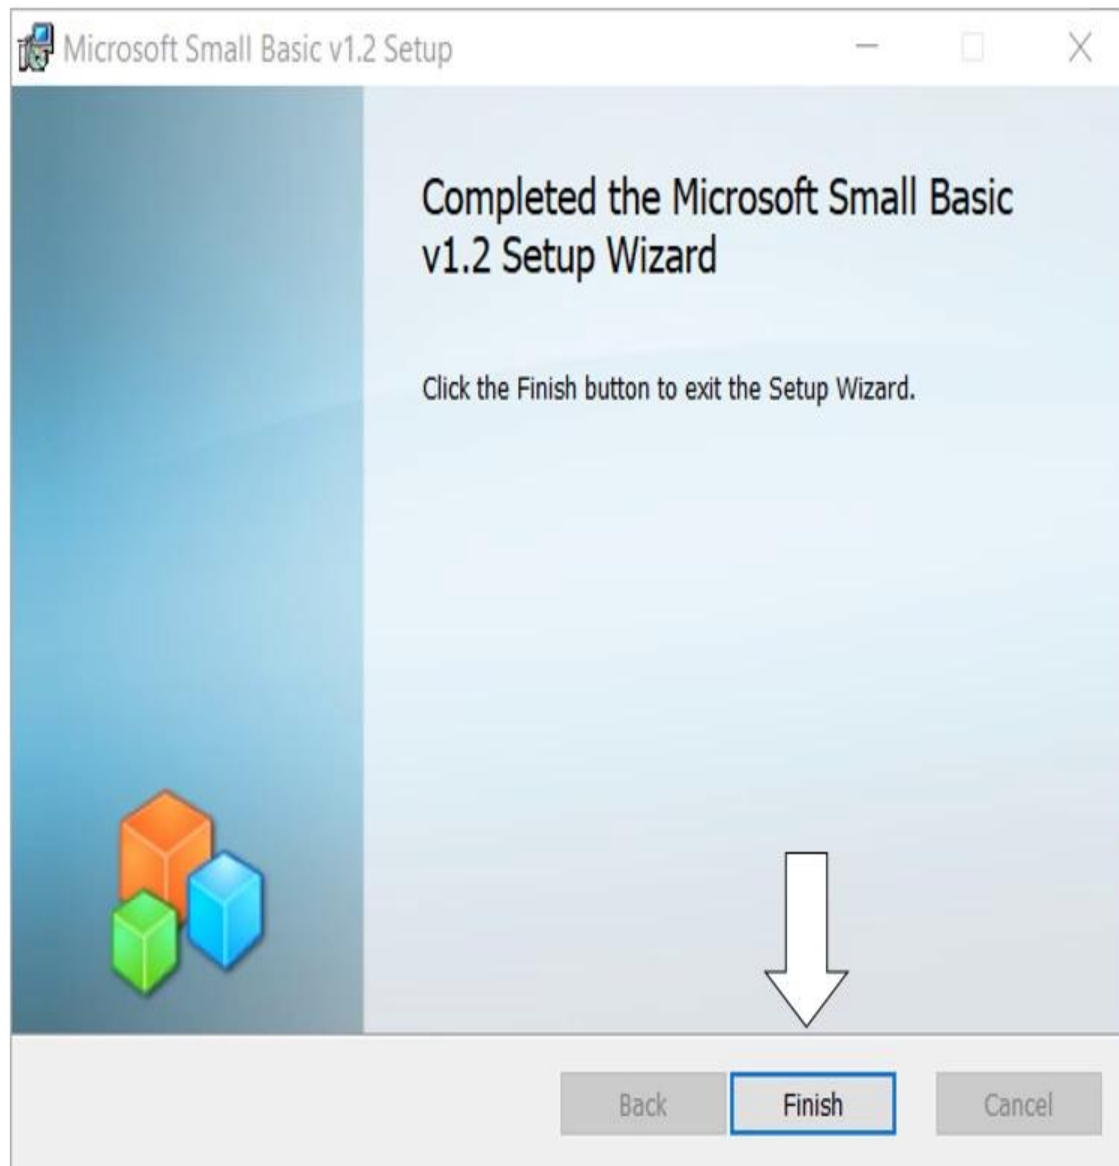 Microsoft Small Basic v1.2 Setup
Completed the Microsoft Small Basic
v1.2 Setup Wizard
Click the Finish button to exit the Setup Wizard.
Back Finish Cancel